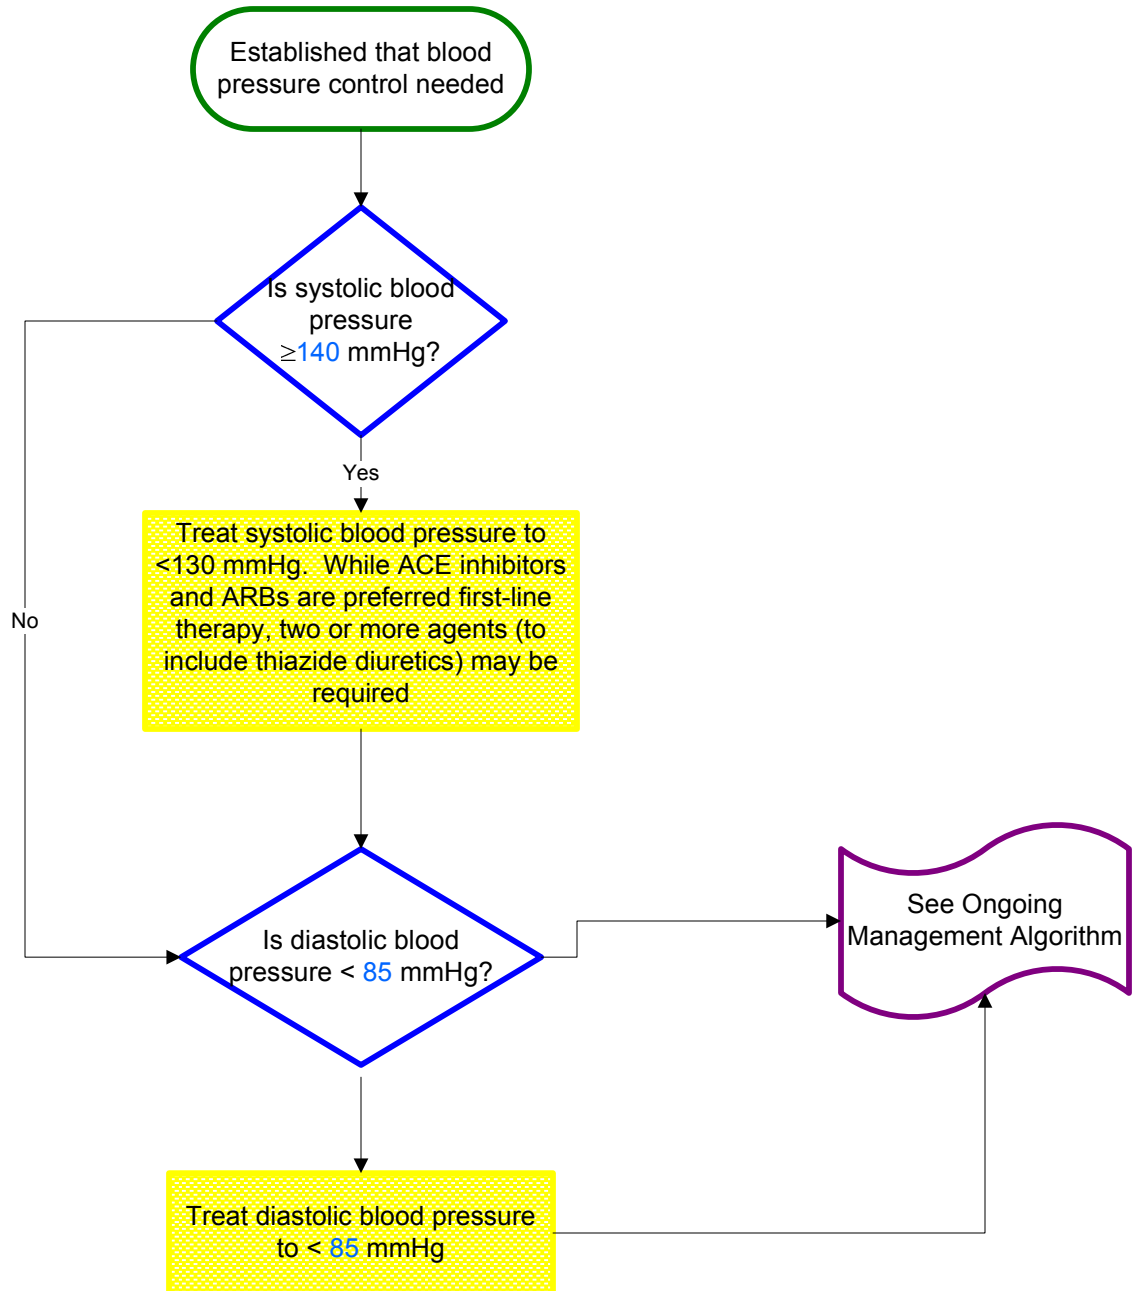 Established that blood
pressure control needed
Is systolic blood
pressure
≥140 mmHg?
Yes
Treat systolic blood pressure to
<130 mmHg.  While ACE inhibitors
and ARBs are preferred first-line
therapy, two or more agents (to
include thiazide diuretics) may be
required
No
Is diastolic blood
pressure < 85 mmHg?
See Ongoing
Management Algorithm
Treat diastolic blood pressure
to < 85 mmHg